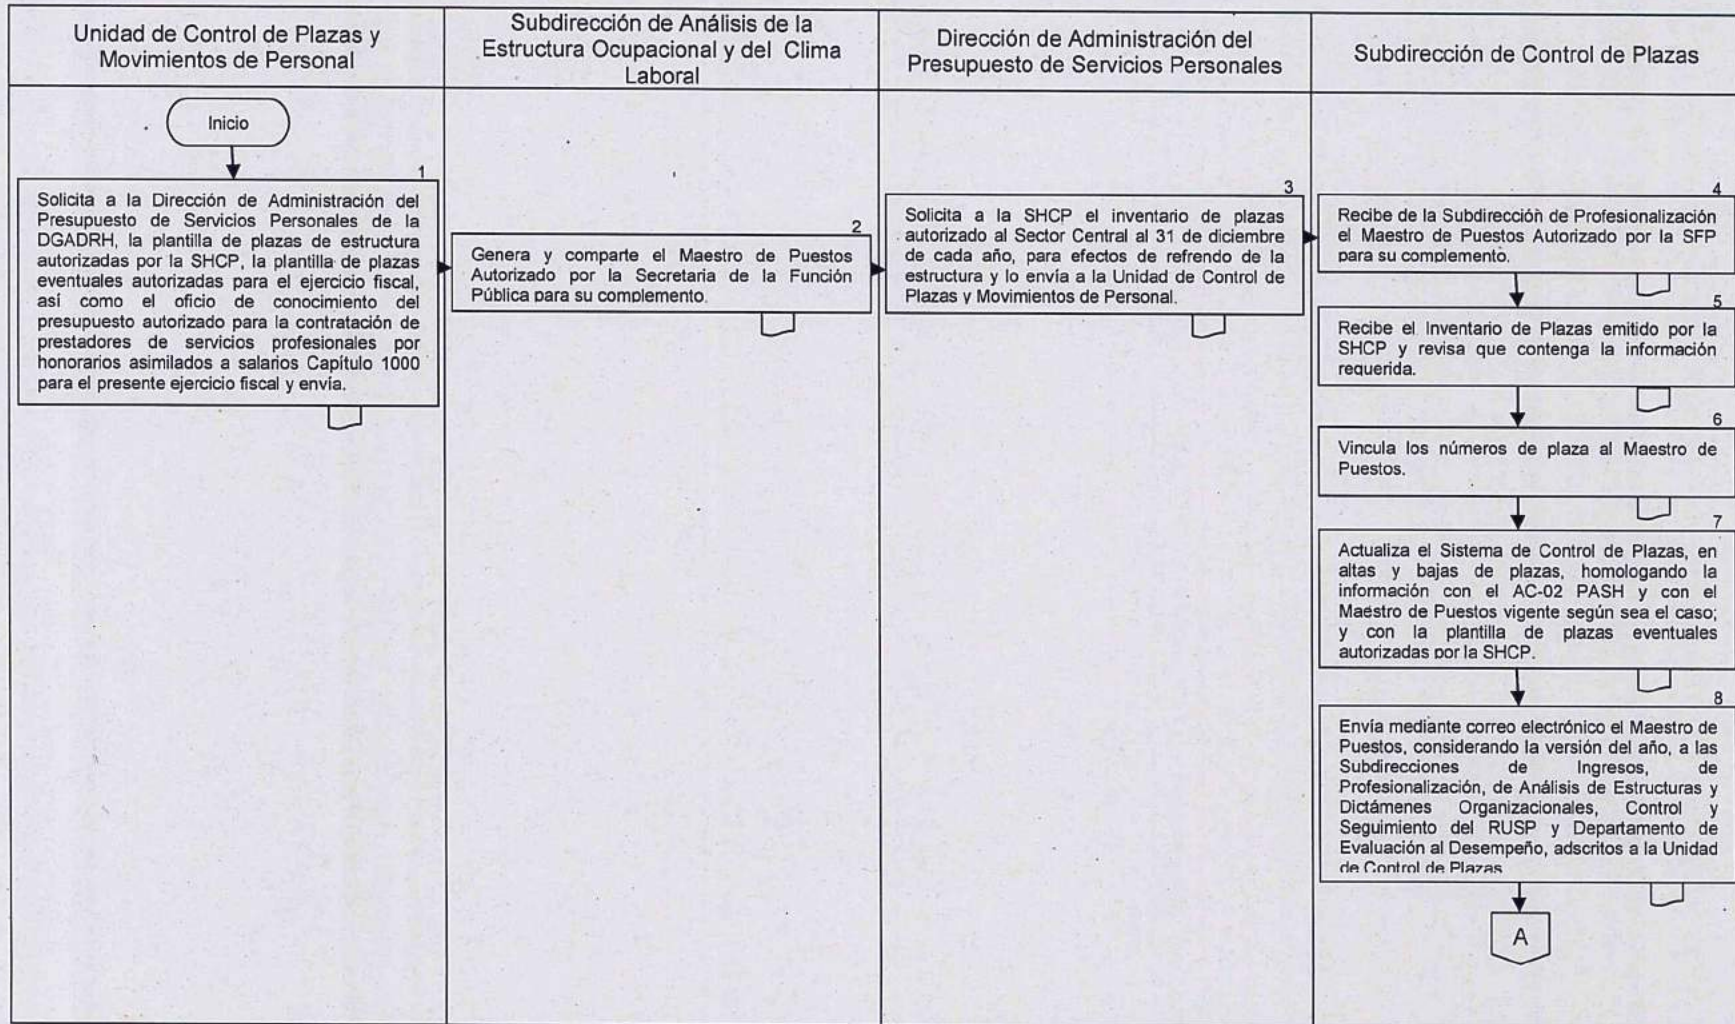 Unidad de Control de Plazas y
Movimientos de Personal
Subdirección de Análisis de la
Estructura Ocupacional y del Clima
Laboral
Dirección de Administración del
Presupuesto de Servicios Personales
Subdirección de Control de Plazas
Inicio
1
Solicita a la Dirección de Administración del
Presupuesto de Servicios Personales de la
DGADRH, la plantilla de plazas de estructura
autorizadas por la SHCP, la plantilla de plazas
eventuales autorizadas para el ejercicio fiscal,
así como el oficio de conocimiento del
presupuesto autorizado para la contratación de
prestadores de servicios profesionales por
honorarios asimilados a salarios Capítulo 1000
para el presente ejercicio fiscal y envía.
2
Genera y comparte el Maestro de Puestos
Autorizado por la Secretaria de la Función
Pública para su complemento.
3
Solicita a la SHCP el inventario de plazas
autorizado al Sector Central al 31 de diciembre
de cada año, para efectos de refrendo de la
estructura y lo envía a la Unidad de Control de
Plazas y Movimientos de Personal.
4
Recibe de la Subdirección de Profesionalización
el Maestro de Puestos Autorizado por la SFP
para su complemento.
5
Recibe el Inventario de Plazas emitido por la
SHCP y revisa que contenga la información
requerida.
6
Vincula los números de plaza al Maestro de
Puestos.
7
Actualiza el Sistema de Control de Plazas, en
altas y bajas de plazas, homologando la
información con el AC-02 PASH y con el
Maestro de Puestos vigente según sea el caso;
y con la plantilla de plazas eventuales
autorizadas por la SHCP.
8
Envía mediante correo electrónico el Maestro de
Puestos, considerando la versión del año, a las
Subdirecciones de Ingresos, de
Profesionalización, de Análisis de Estructuras y
Dictámenes Organizacionales, Control y
Seguimiento del RUSP y Departamento de
Evaluación al Desempeño, adscritos a la Unidad
de Control de Plazas
A